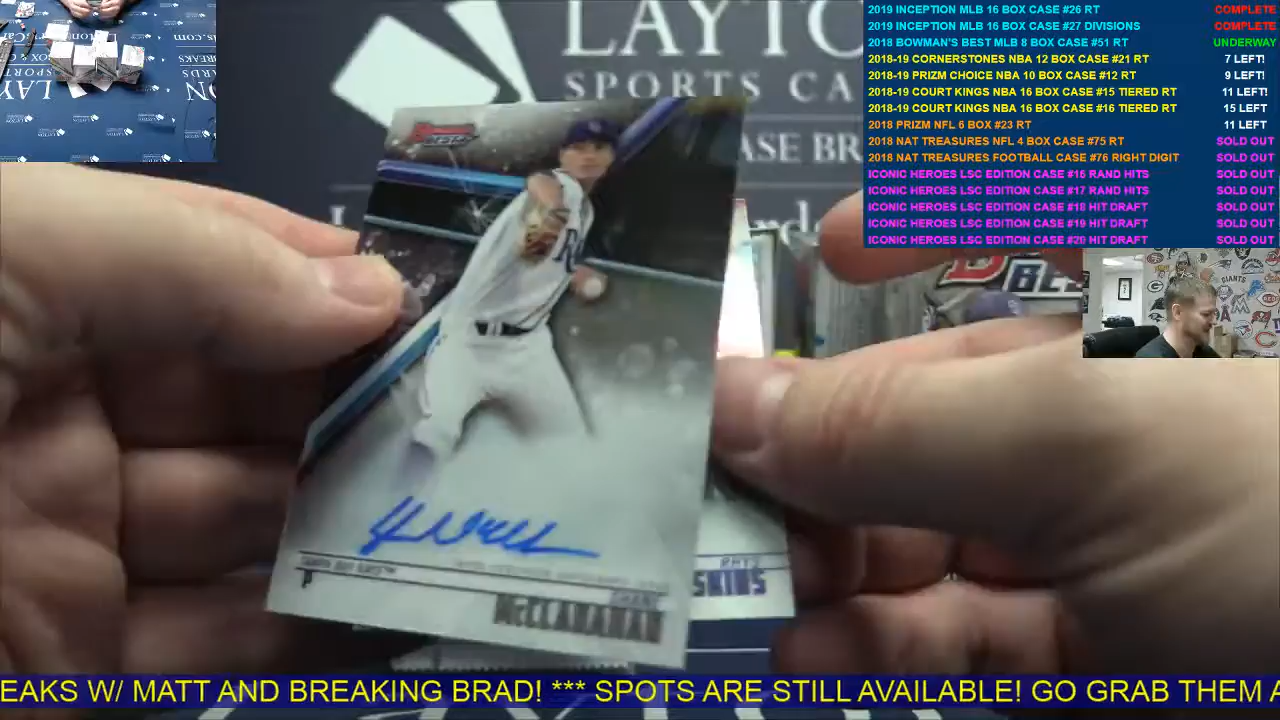 2019 INCEPTION MLB 16 BOX CASE #26 RT COMPLETE
2019 INCEPTION MLB 16 BOX CASE #27 DIVISIONS COMPLETE
2018 BOWMAN'S BEST MLB 8 BOX CASE #51 RT UNDERWAY
2018-19 CORNERSTONES NBA 12 BOX CASE #21 RT 7 LEFT!
2018-19 PRIZM CHOICE NBA 10 BOX CASE #12 RT 9 LEFT!
2018-19 COURT KINGS NBA 16 BOX CASE #15 TIERED RT 11 LEFT!
2018-19 COURT KINGS NBA 16 BOX CASE #16 TIERED RT 15 LEFT
2018 PRIZM NFL 6 BOX #23 RT 11 LEFT
2018 NAT TREASURES NFL 4 BOX CASE #75 RT SOLD OUT
2018 NAT TREASURES FOOTBALL CASE #76 RIGHT DIGIT SOLD OUT
ICONIC HEROES LSC EDITION CASE #16 RAND HITS SOLD OUT
ICONIC HEROES LSC EDITION CASE #17 RAND HITS SOLD OUT
ICONIC HEROES LSC EDITION CASE #18 HIT DRAFT SOLD OUT
ICONIC HEROES LSC EDITION CASE #19 HIT DRAFT SOLD OUT
ICONIC HEROES LSC EDITION CASE #20 HIT DRAFT SOLD OUT
LAYTO
SPORTS CA
ASE BR
TAMPA BAY RAYS™
P
SHANE
McCLANAHAN
RHYS
SKINS
EAKS W/ MATT AND BREAKING BRAD! *** SPOTS ARE STILL AVAILABLE! GO GRAB THEM A